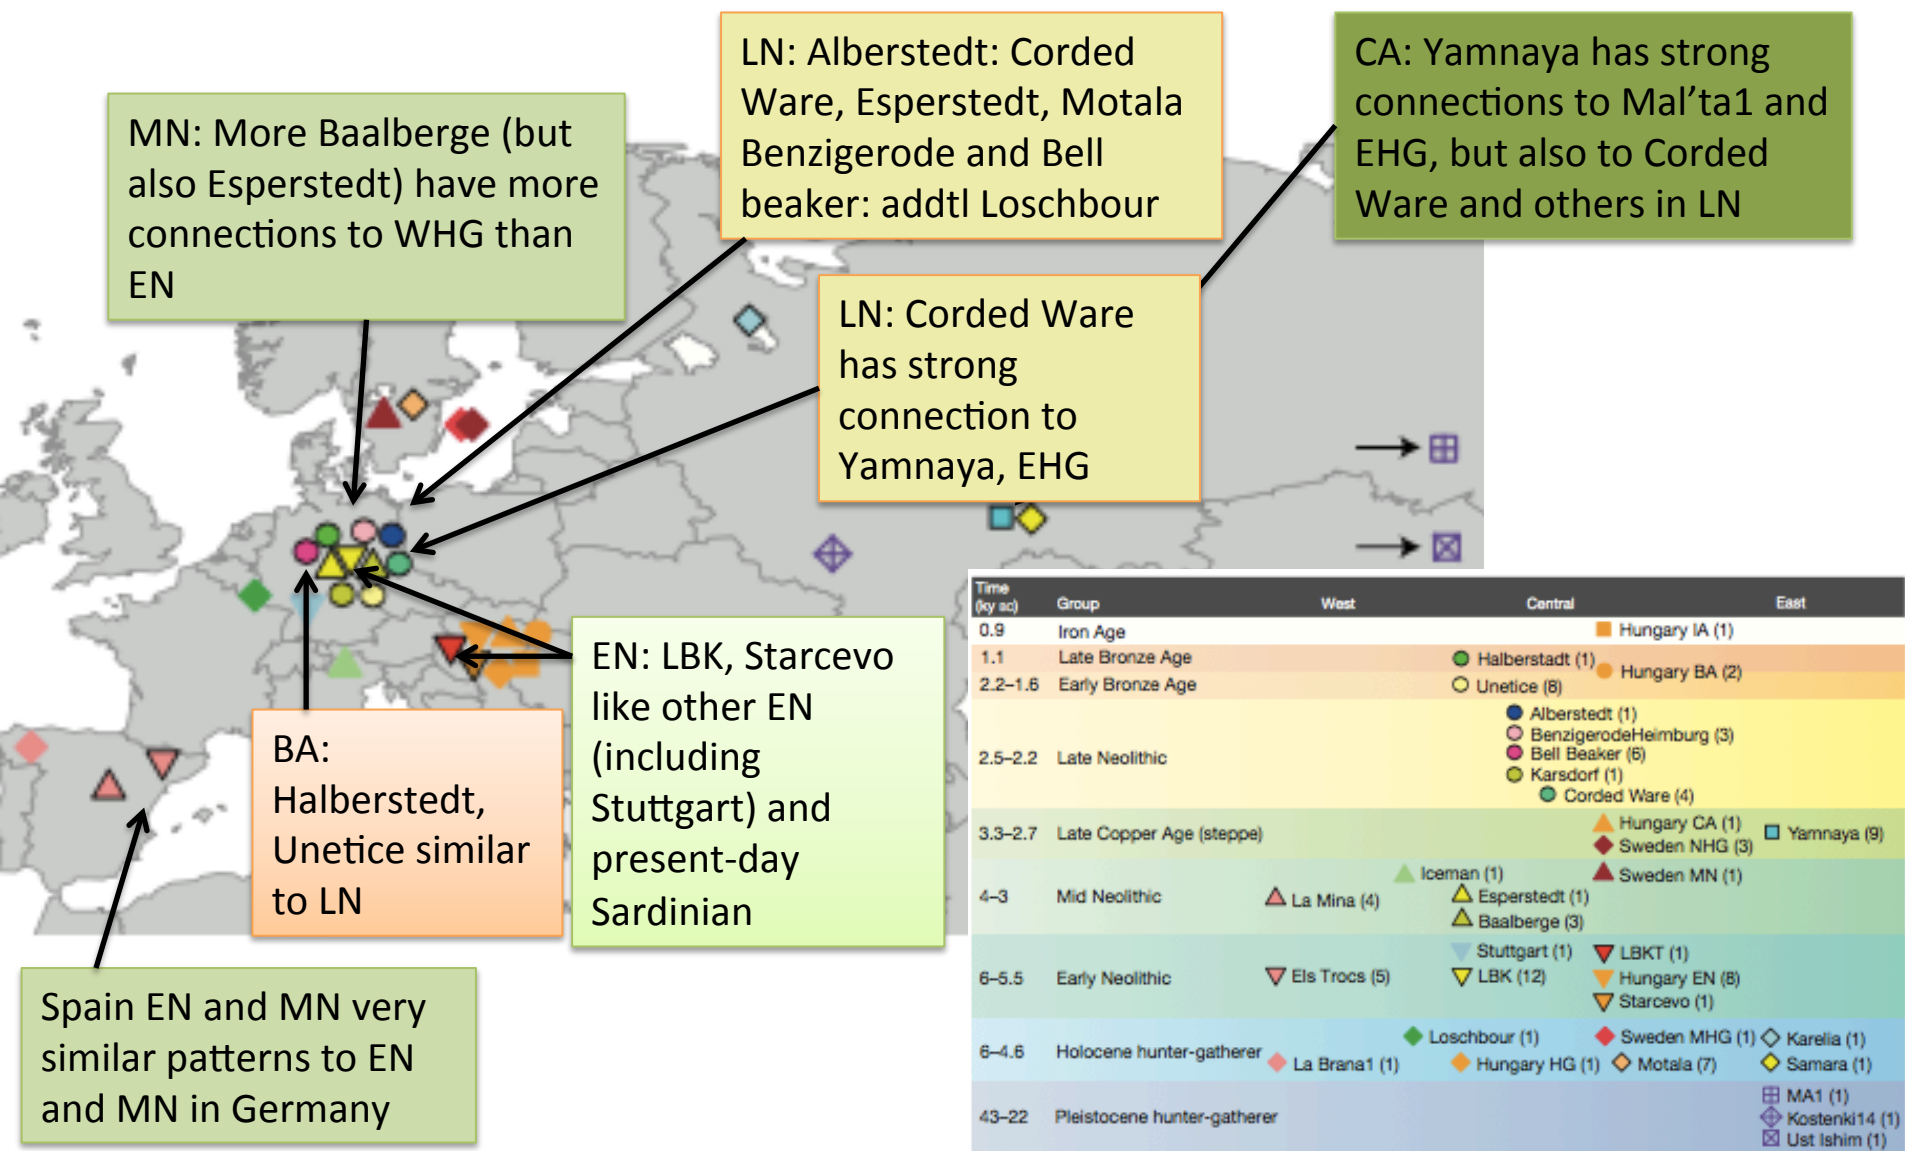 LN: Alberstedt: Corded
Ware, Esperstedt, Motala
Benzigerode and Bell
beaker: addtl Loschbour
CA: Yamnaya has strong
connections to Mal’ta1 and
EHG, but also to Corded
Ware and others in LN
MN: More Baalberge (but
also Esperstedt) have more
connections to WHG than
EN
LN: Corded Ware
has strong
connection to
Yamnaya, EHG
EN: LBK, Starcevo
like other EN
(including
Stuttgart) and
present-day
Sardinian
BA:
Halberstedt,
Unetice similar
to LN
Spain EN and MN very
similar patterns to EN
and MN in Germany
Time
(ky BC) Group West Central East
0.9 Iron Age Hungary IA (1)
1.1 Late Bronze Age Halberstadt (1)
Hungary BA (2)
2.2–1.6 Early Bronze Age Unetice (8)
Alberstedt (1)
BenzigerodeHeimburg (3)
2.5–2.2 Late Neolithic Bell Beaker (6)
Karsdorf (1)
Corded Ware (4)
Hungary CA (1)
3.3–2.7 Late Copper Age (steppe) Yamnaya (9)
Sweden NHG (3)
Iceman (1) Sweden MN (1)
4–3 Mid Neolithic La Mina (4) Esperstedt (1)
Baalberge (3)
Stuttgart (1) LBKT (1)
6–5.5 Early Neolithic Els Trocs (5) LBK (12) Hungary EN (8)
Starcevo (1)
Loschbour (1) Sweden MHG (1) Karelia (1)
6–4.6 Holocene hunter-gatherer La Brana1 (1) Hungary HG (1) Motala (7) Samara (1)
MA1 (1)
43–22 Pleistocene hunter-gatherer Kostenki14 (1)
Ust Ishim (1)